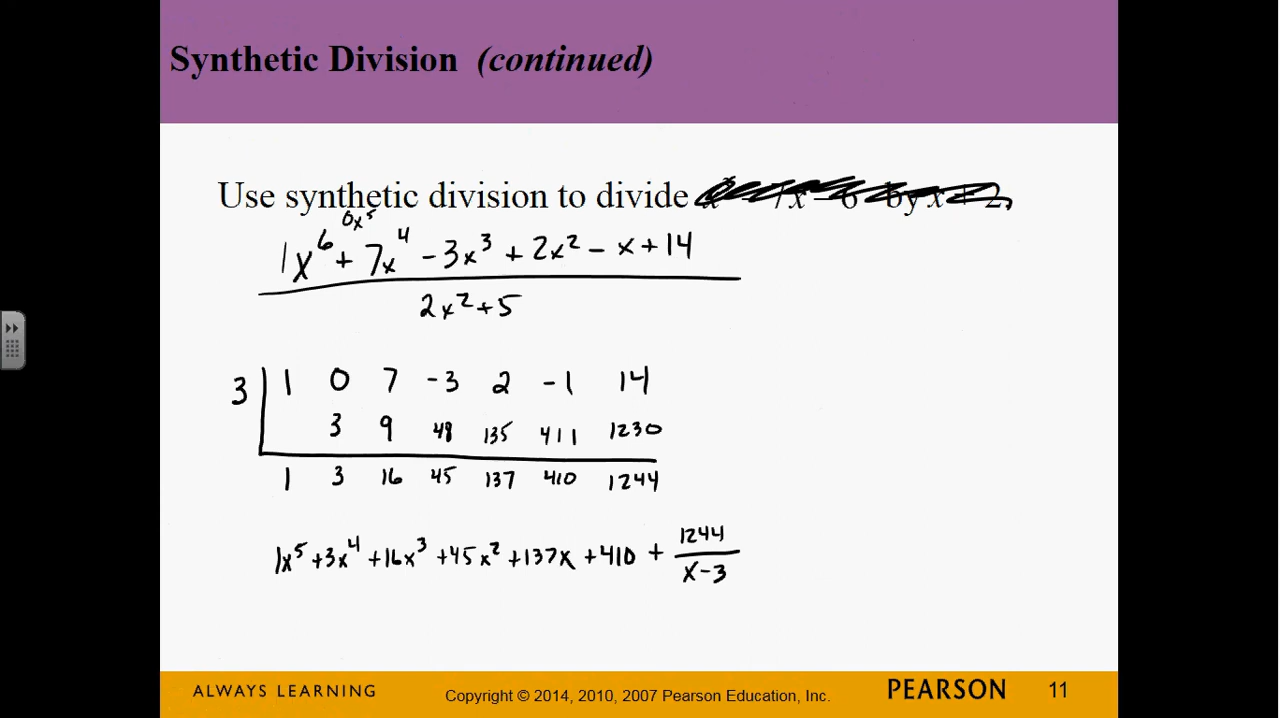 Synthetic Division (continued)
Use synthetic division to divide
0x⁵
1x⁶ + 7x⁴ - 3x³ + 2x² - x + 14
2x² + 5
3 | 1 0 7 -3 2 -1 14
3 9 48 135 411 1230
1 3 16 45 137 410 1244
1x⁵ + 3x⁴ + 16x³ + 45x² + 137x + 410 + 1244
x - 3
ALWAYS LEARNING Copyright © 2014, 2010, 2007 Pearson Education, Inc. PEARSON 11